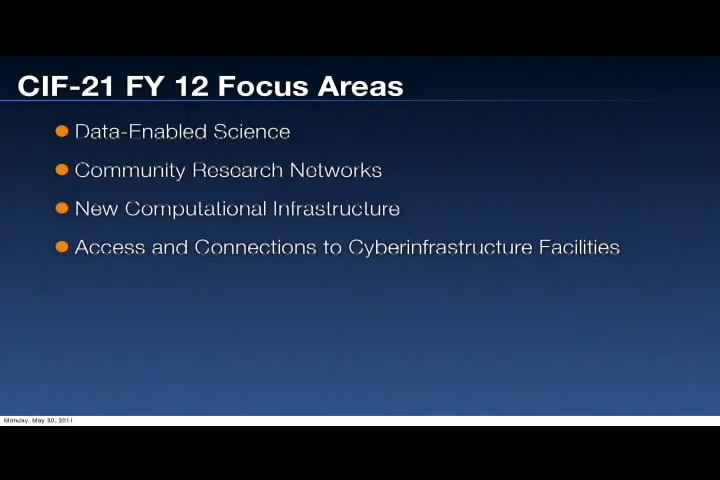 CIF-21 FY 12 Focus Areas
Data-Enabled Science
Community Research Networks
New Computational Infrastructure
Access and Connections to Cyberinfrastructure Facilities
Monday, May 30, 2011